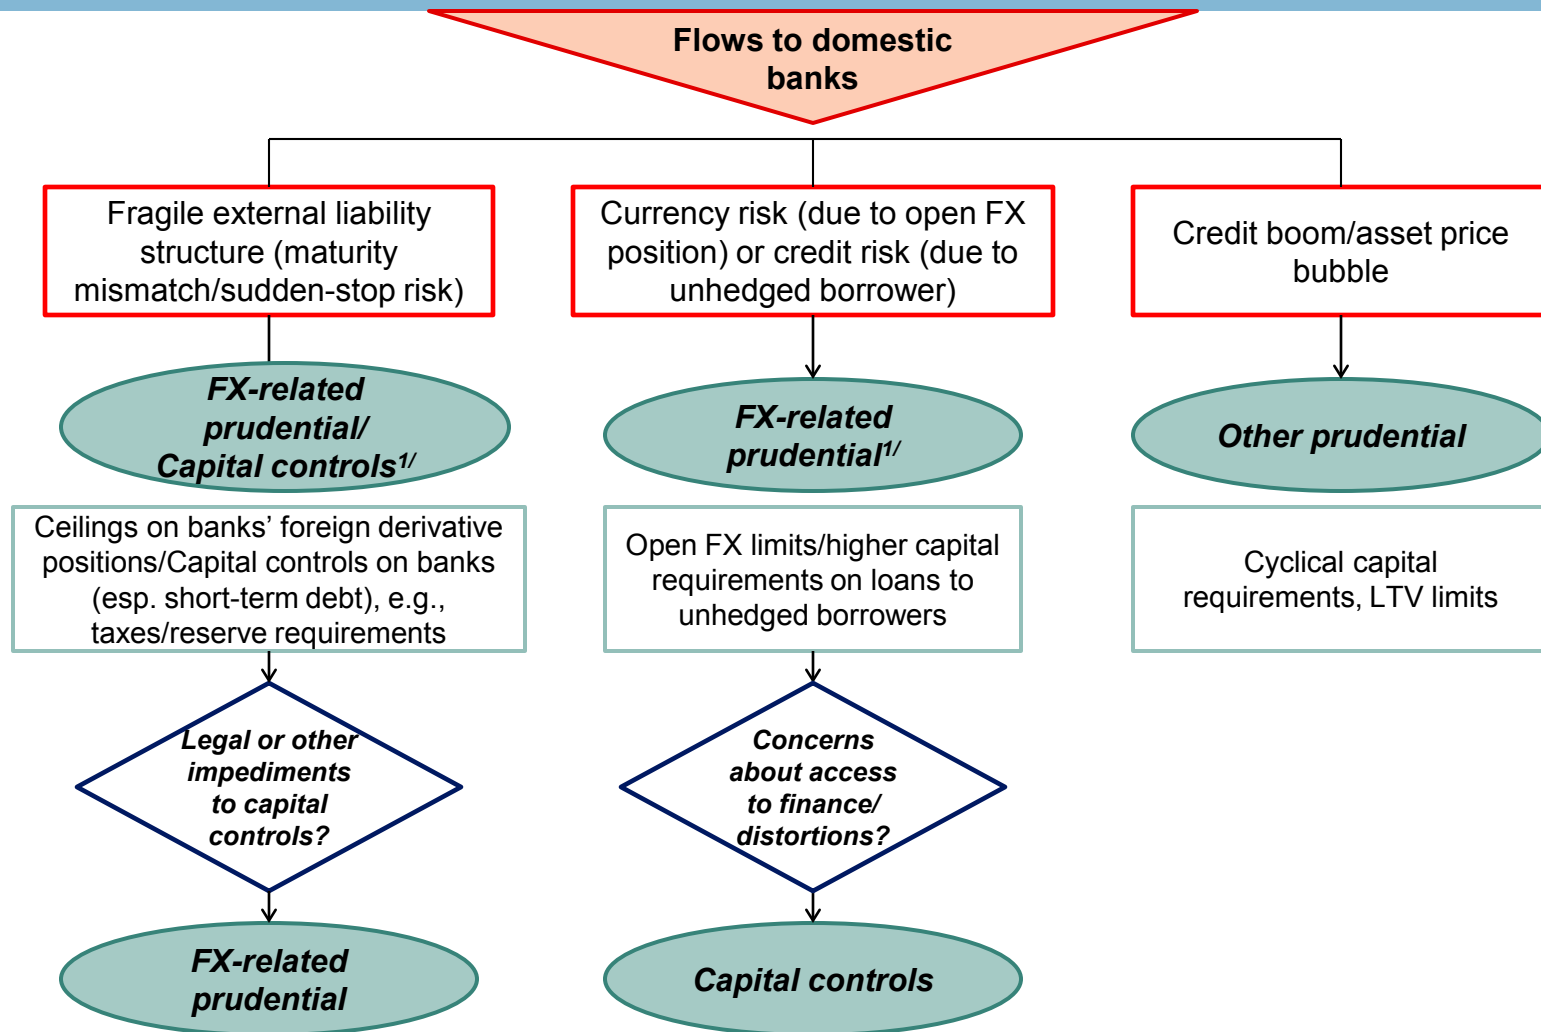 Flows to domestic
banks
Fragile external liability
structure (maturity
mismatch/sudden-stop risk)
Currency risk (due to open FX
position) or credit risk (due to
unhedged borrower)
Credit boom/asset price
bubble
FX-related
prudential/
Capital controls1/
FX-related
prudential1/
Other prudential
Ceilings on banks’ foreign derivative
positions/Capital controls on banks
(esp. short-term debt), e.g.,
taxes/reserve requirements
Open FX limits/higher capital
requirements on loans to
unhedged borrowers
Cyclical capital
requirements, LTV limits
Legal or other
impediments
to capital
controls?
Concerns
about access
to finance/
distortions?
FX-related
prudential
Capital controls